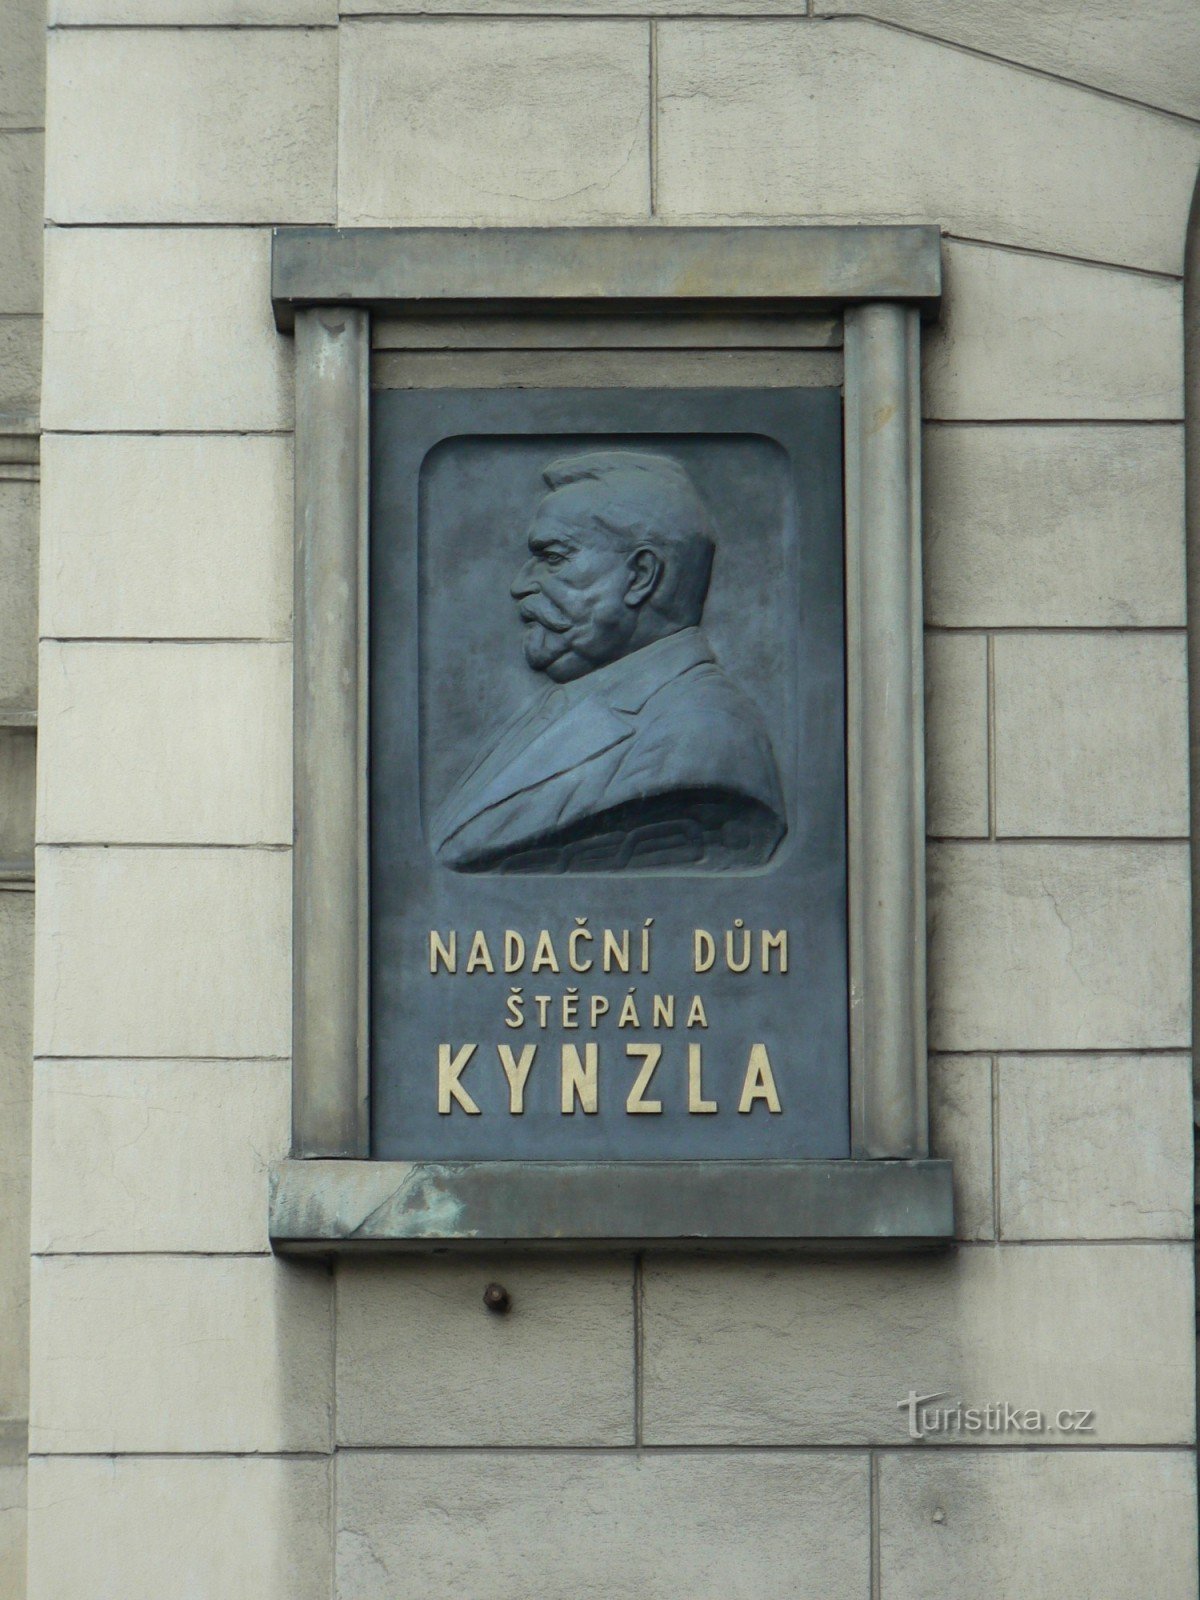 NADAČNÍ DŮM
ŠTĚPÁNA
KYNZLA
Turistika.cz